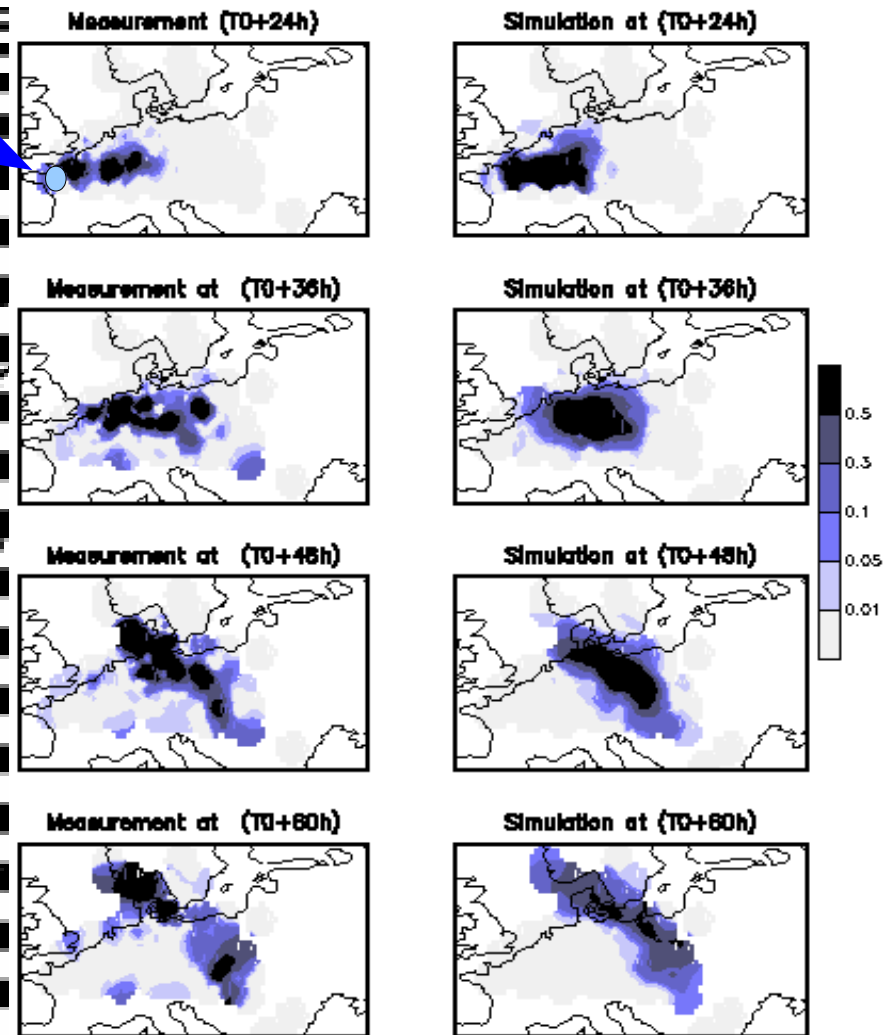 Measurement (T0+24h)
Simulation at (T0+24h)
Measurement at (T0+36h)
Simulation at (T0+36h)
0.5
0.3
0.1
0.05
0.01
Measurement at (T0+48h)
Simulation at (T0+48h)
Measurement at (T0+60h)
Simulation at (T0+60h)